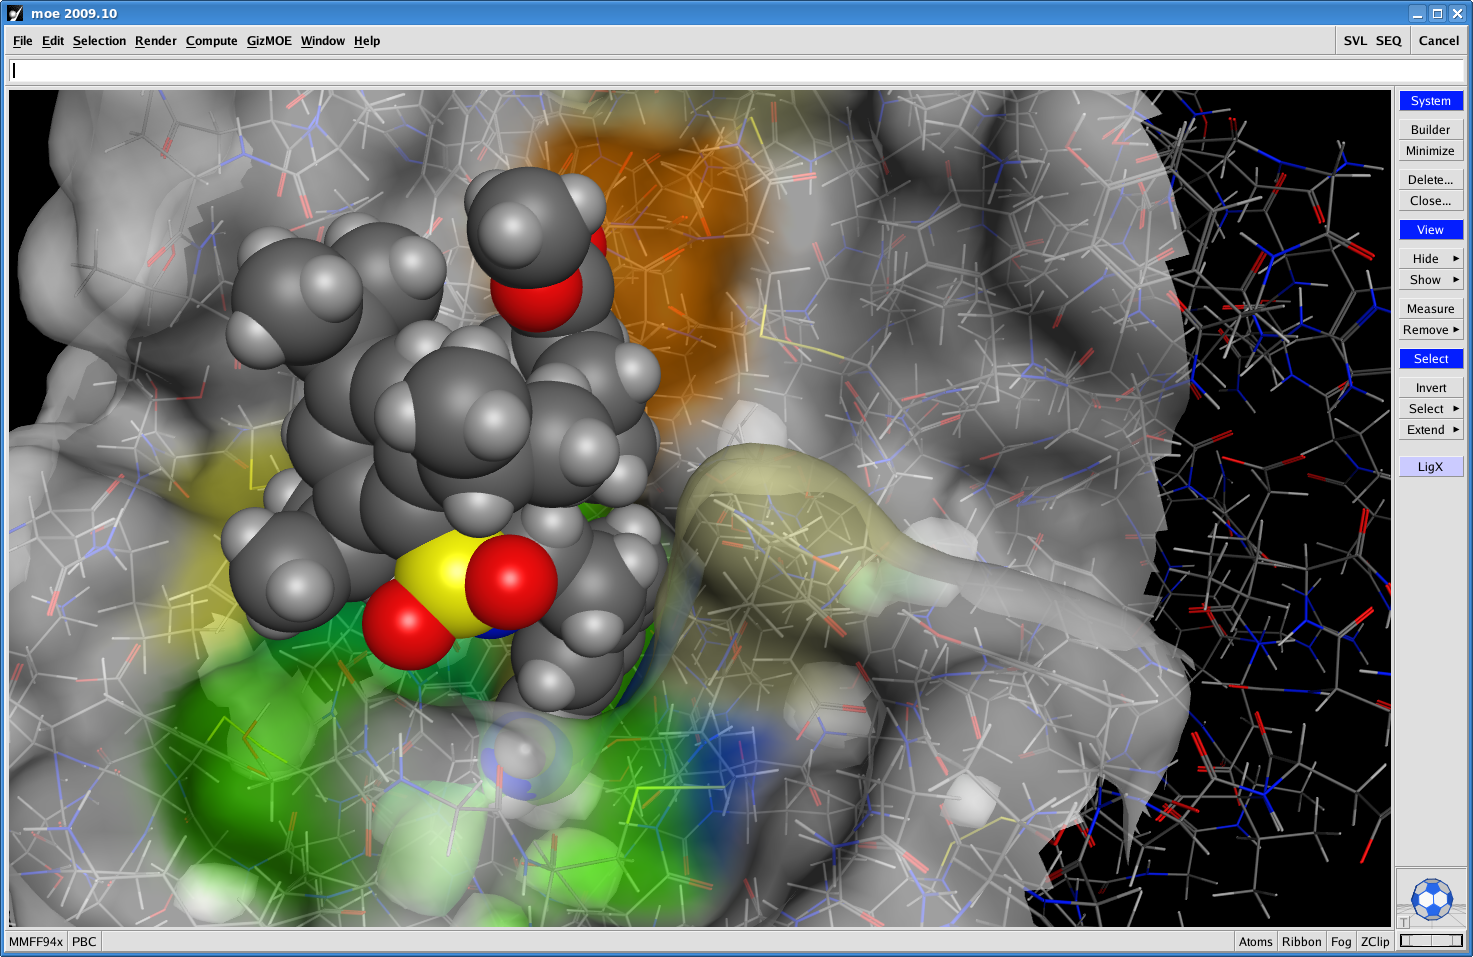 moe 2009.10
File Edit Selection Render Compute GizMOE Window Help SVL SEQ Cancel
System
Builder
Minimize
Delete...
Close...
View
Hide
Show
Measure
Remove
Select
Invert
Select
Extend
LigX
T
MMFF94x PBC Atoms Ribbon Fog ZClip